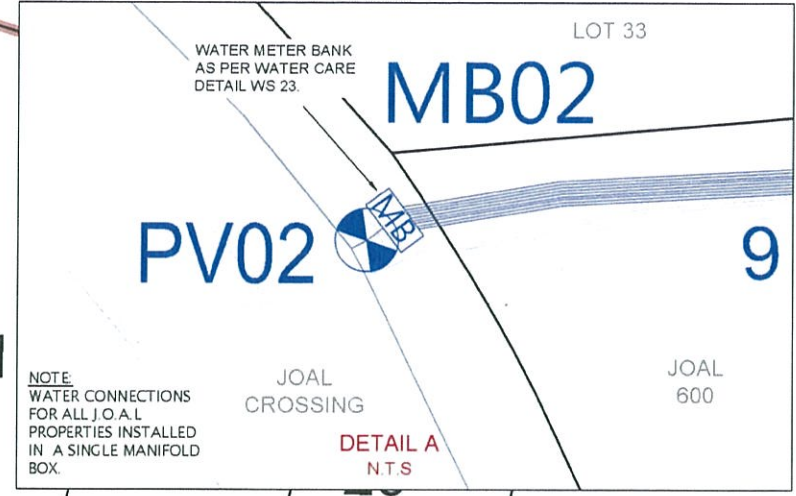 LOT 33
WATER METER BANK
AS PER WATER CARE
DETAIL WS 23.
MB02
MB
PV02
9
JOAL
600
JOAL
CROSSING
NOTE:
WATER CONNECTIONS
FOR ALL J.O.A.L
PROPERTIES INSTALLED
IN A SINGLE MANIFOLD
BOX.
DETAIL A
N.T.S